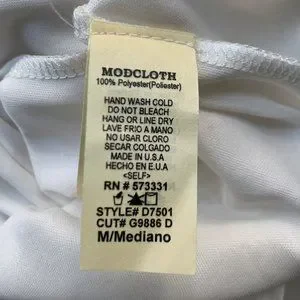 MODCLOTH
100% Polyester(Poliester)
HAND WASH COLD
DO NOT BLEACH
HANG OR LINE DRY
LAVE FRIO A MANO
NO USAR CLORO
SECAR COLGADO
MADE IN U.S.A
HECHO EN E.U.A
<SELF>
RN # 573331
STYLE# D7501
CUT# G9886 D
M/Mediano